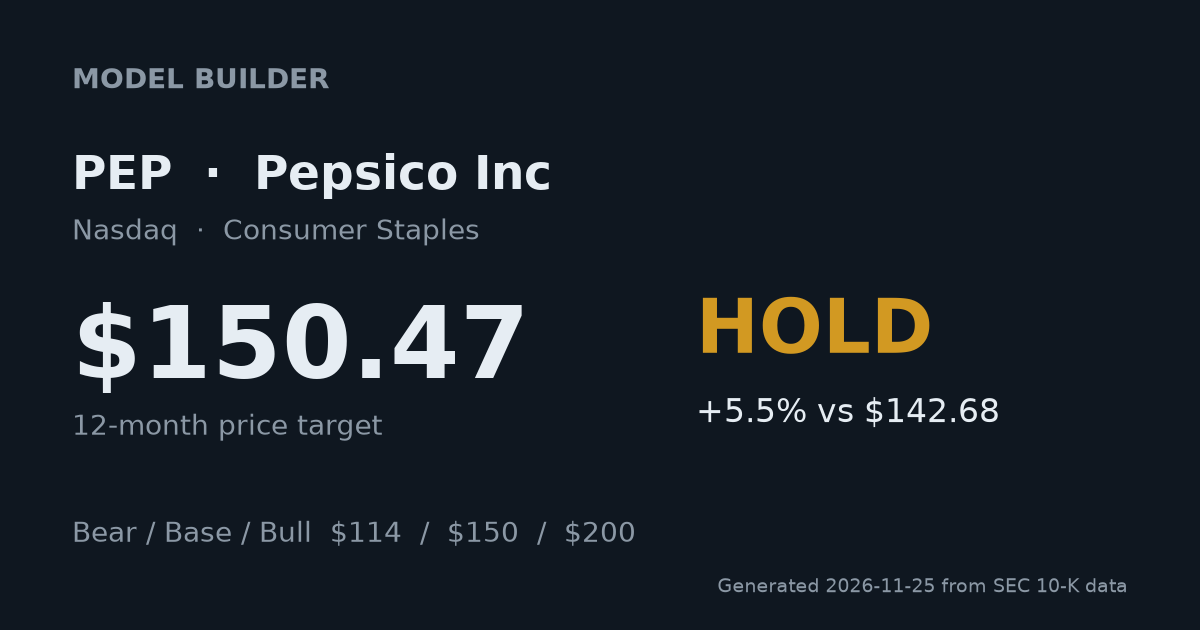 MODEL BUILDER
PEP · Pepsico Inc
Nasdaq · Consumer Staples
$150.47
12-month price target
HOLD
+5.5% vs $142.68
Bear / Base / Bull $114 / $150 / $200
Generated 2026-11-25 from SEC 10-K data